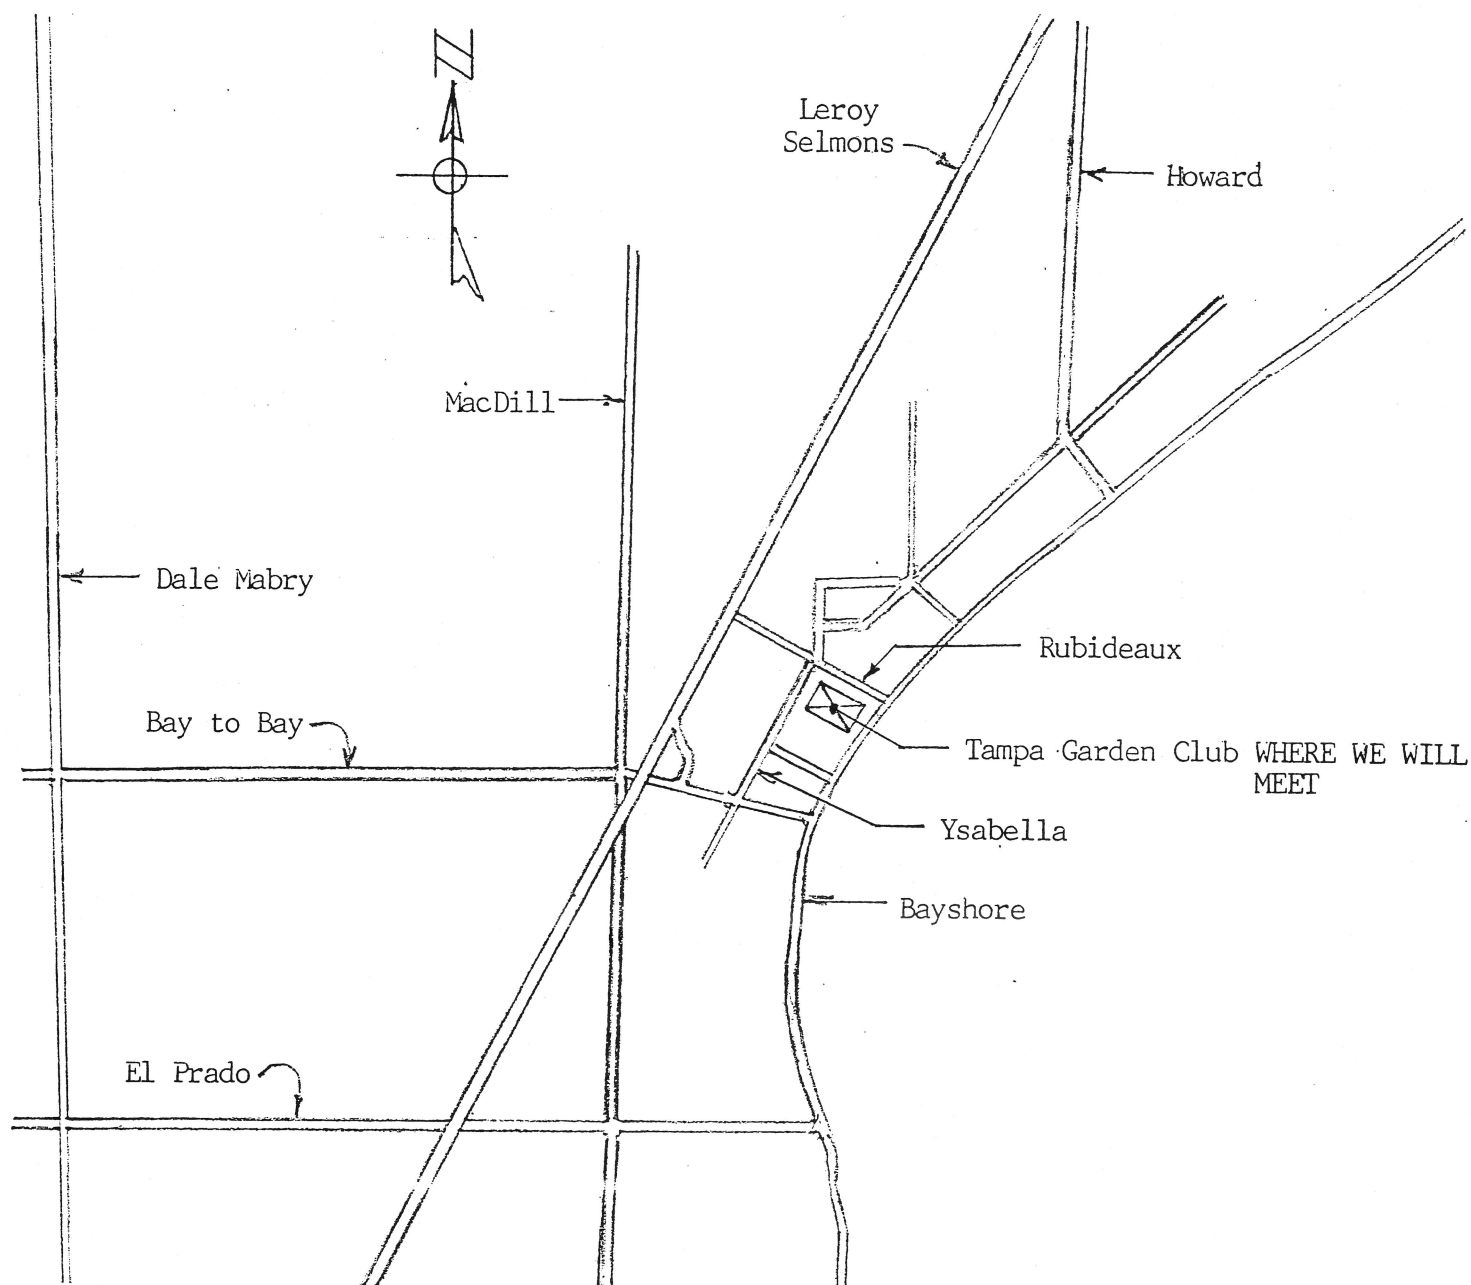 N
Leroy
Selmons
Howard
MacDill
Dale Mabry
Rubideaux
Bay to Bay
Tampa Garden Club WHERE WE WILL
MEET
Ysabella
Bayshore
El Prado